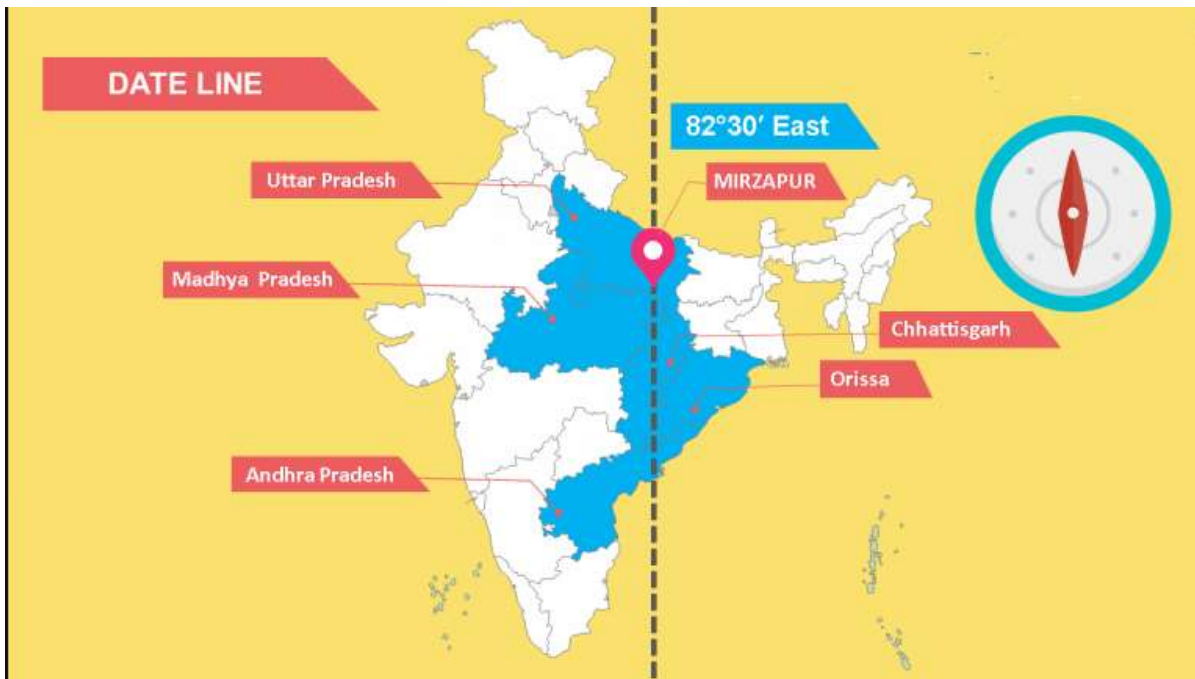 DATE LINE
82°30′ East
Uttar Pradesh
MIRZAPUR
Madhya Pradesh
Chhattisgarh
Orissa
Andhra Pradesh